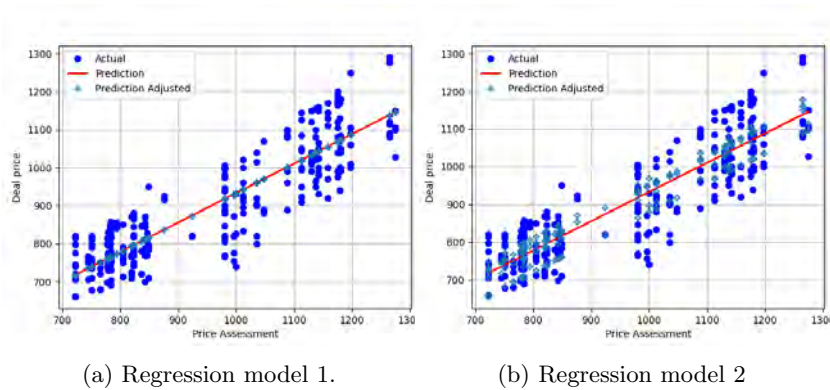 1300
1200
1100
1000
900
800
700
Deal price
Actual
Prediction
Prediction Adjusted
700 800 900 1000 1100 1200 130
Price Assessment
(a) Regression model 1.
1300
1200
1100
1000
900
800
700
Deal price
Actual
Prediction
Prediction Adjusted
700 800 900 1000 1100 1200 1300
Price Assessment
(b) Regression model 2